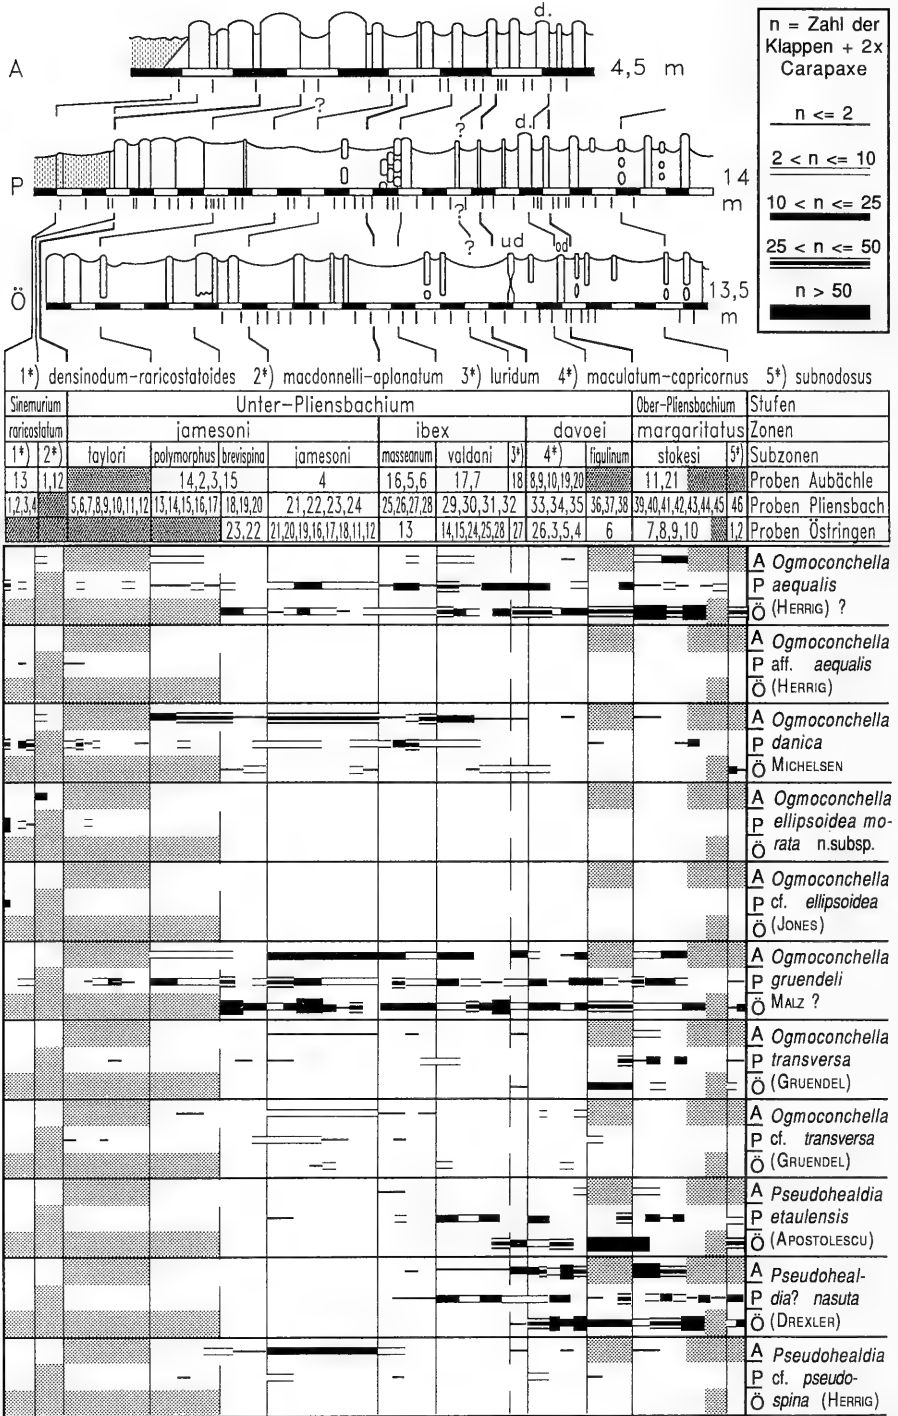 d.
A
4,5 m
?
?
d.
P
14
m
?
?
ud
od
Ö
13,5
m
n = Zahl der
Klappen + 2x
Carapaxe
n <= 2
2 < n <= 10
10 < n <= 25
25 < n <= 50
n > 50
1*) densinodum-raricostatoides 2*) macdonnelli-aplanatum 3*) luridum 4*) maculatum-capricornus 5*) subnodosus
Sinemurium Unter-Pliensbachium Ober-Pliensbachium Stufen
raricostatum jamesoni ibex davoei margaritatus Zonen
1*) 2*) taylori polymorphus brevispina jamesoni masseanum valdani 3*) 4*) figulinum stokesi 5*) Subzonen
13 1,12 14,2,3,15 4 16,5,6 17,7 18 8,9,10,19,20 11,21 Proben Aubächle
1,2,3,4 5,6,7,8,9,10,11,12 13,14,15,16,17 18,19,20 21,22,23,24 25,26,27,28 29,30,31,32 33,34,35 36,37,38 39,40,41,42,43,44,45 46 Proben Pliensbach
23,22 21,20,19,16,17,18,11,12 13 14,15,24,25,28 27 26,3,5,4 6 7,8,9,10 1,2 Proben Östringen
A Ogmoconchella
P aequalis
Ö (HERRIG) ?
A Ogmoconchella
P aff. aequalis
Ö (HERRIG)
A Ogmoconchella
P danica
Ö MICHELSEN
A Ogmoconchella
P ellipsoidea mo-
Ö rata n.subsp.
A Ogmoconchella
P cf. ellipsoidea
Ö (JONES)
A Ogmoconchella
P gruendeli
Ö MALZ ?
A Ogmoconchella
P transversa
Ö (GRUENDEL)
A Ogmoconchella
P cf. transversa
Ö (GRUENDEL)
A Pseudohealdia
P etaulensis
Ö (APOSTOLESCU)
A Pseudoheal-
P dia? nasuta
Ö (DREXLER)
A Pseudohealdia
P cf. pseudo-
Ö spina (HERRIG)